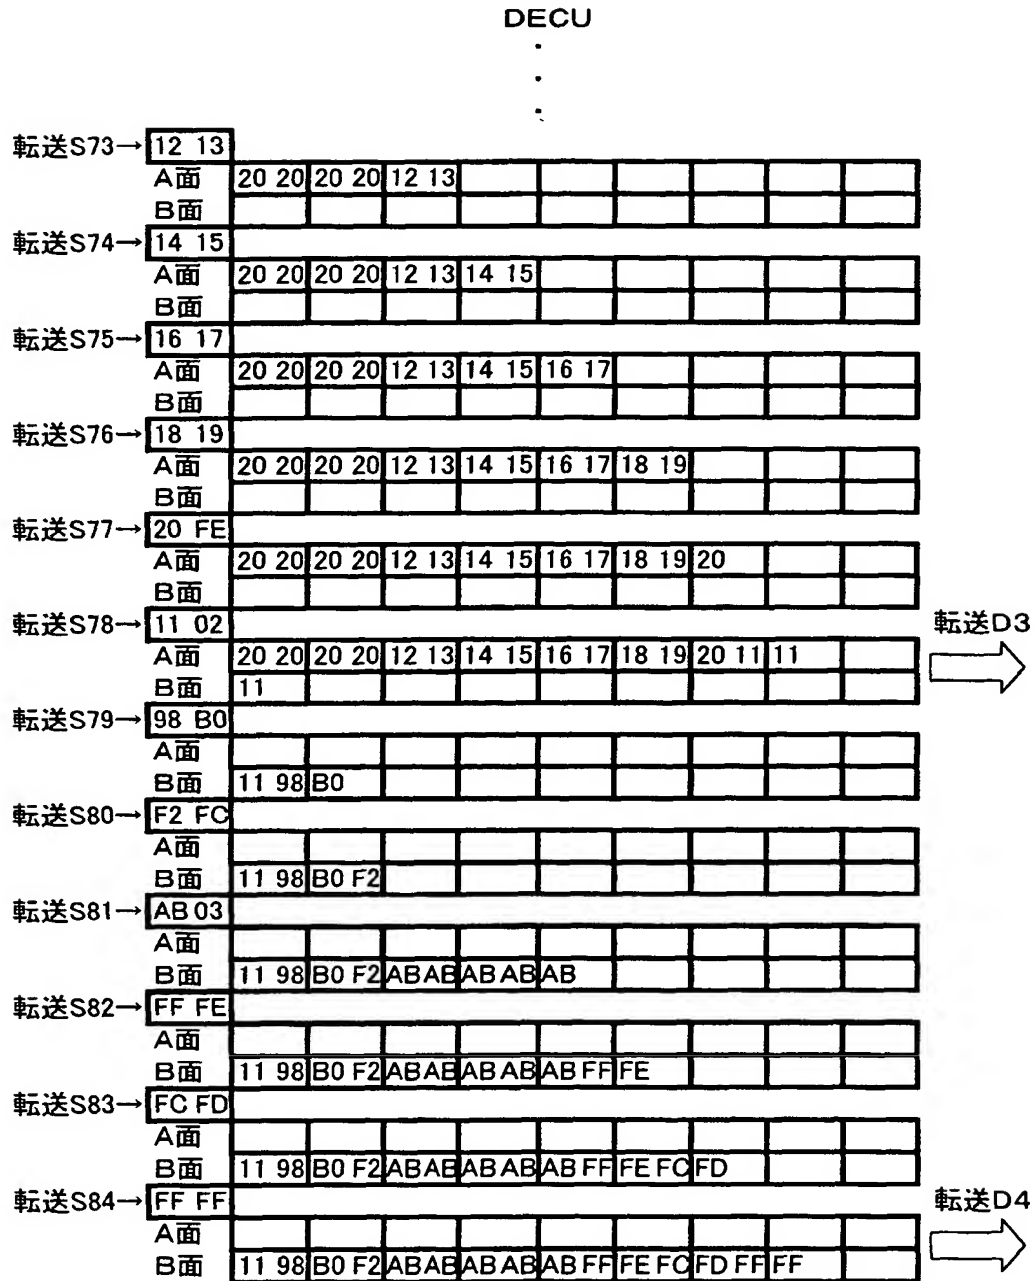 DECU
転送S73→ 12 13
A面 20 20 20 20 12 13
B面
転送S74→ 14 15
A面 20 20 20 20 12 13 14 15
B面
転送S75→ 16 17
A面 20 20 20 20 12 13 14 15 16 17
B面
転送S76→ 18 19
A面 20 20 20 20 12 13 14 15 16 17 18 19
B面
転送S77→ 20 FE
A面 20 20 20 20 12 13 14 15 16 17 18 19 20
B面
転送S78→ 11 02 転送D3
A面 20 20 20 20 12 13 14 15 16 17 18 19 20 11 11
B面 11
転送S79→ 98 B0
A面
B面 11 98 B0
転送S80→ F2 FC
A面
B面 11 98 B0 F2
転送S81→ AB 03
A面
B面 11 98 B0 F2 AB AB AB AB AB
転送S82→ FF FE
A面
B面 11 98 B0 F2 AB AB AB AB AB FF FE
転送S83→ FC FD
A面
B面 11 98 B0 F2 AB AB AB AB AB FF FE FC FD
転送S84→ FF FF 転送D4
A面
B面 11 98 B0 F2 AB AB AB AB AB FF FE FC FD FF FF